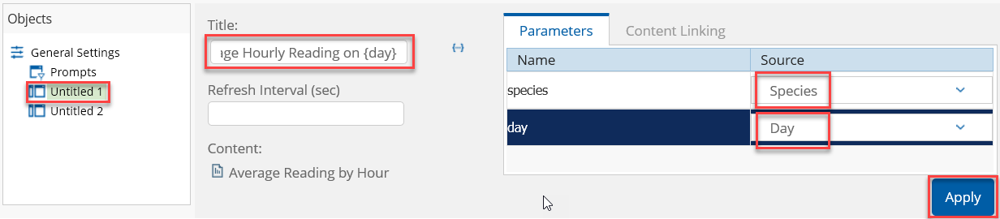 Objects
General Settings
Prompts
Untitled 1
Untitled 2
Title:
age Hourly Reading on {day}
Refresh Interval (sec)
Content:
Average Reading by Hour
Parameters
Content Linking
Name
Source
species
Species
day
Day
Apply